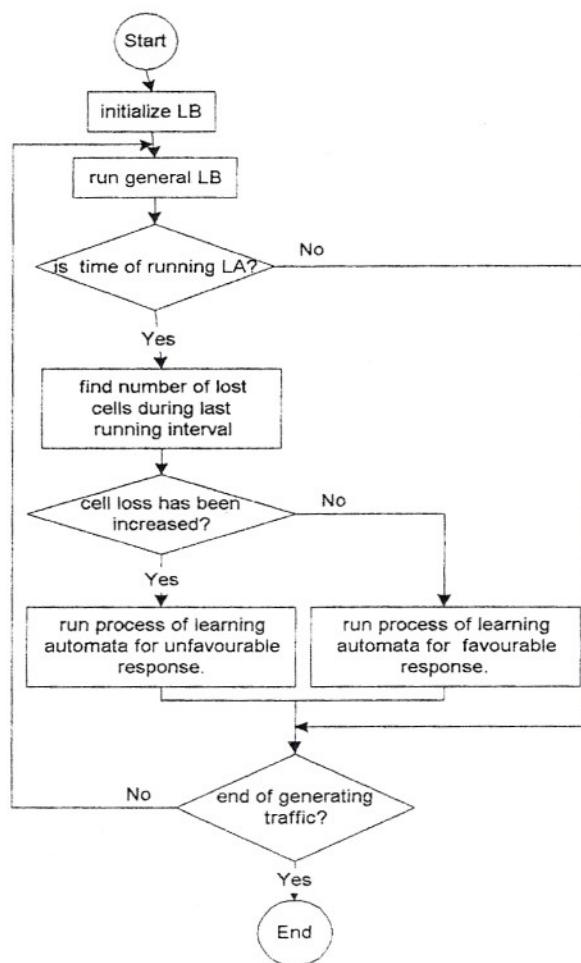 Start
initialize LB
run general LB
is time of running LA?
No
Yes
find number of lost
cells during last
running interval
cell loss has been
increased?
No
Yes
run process of learning
automata for unfavourable
response.
run process of learning
automata for favourable
response.
No
end of generating
traffic?
Yes
End